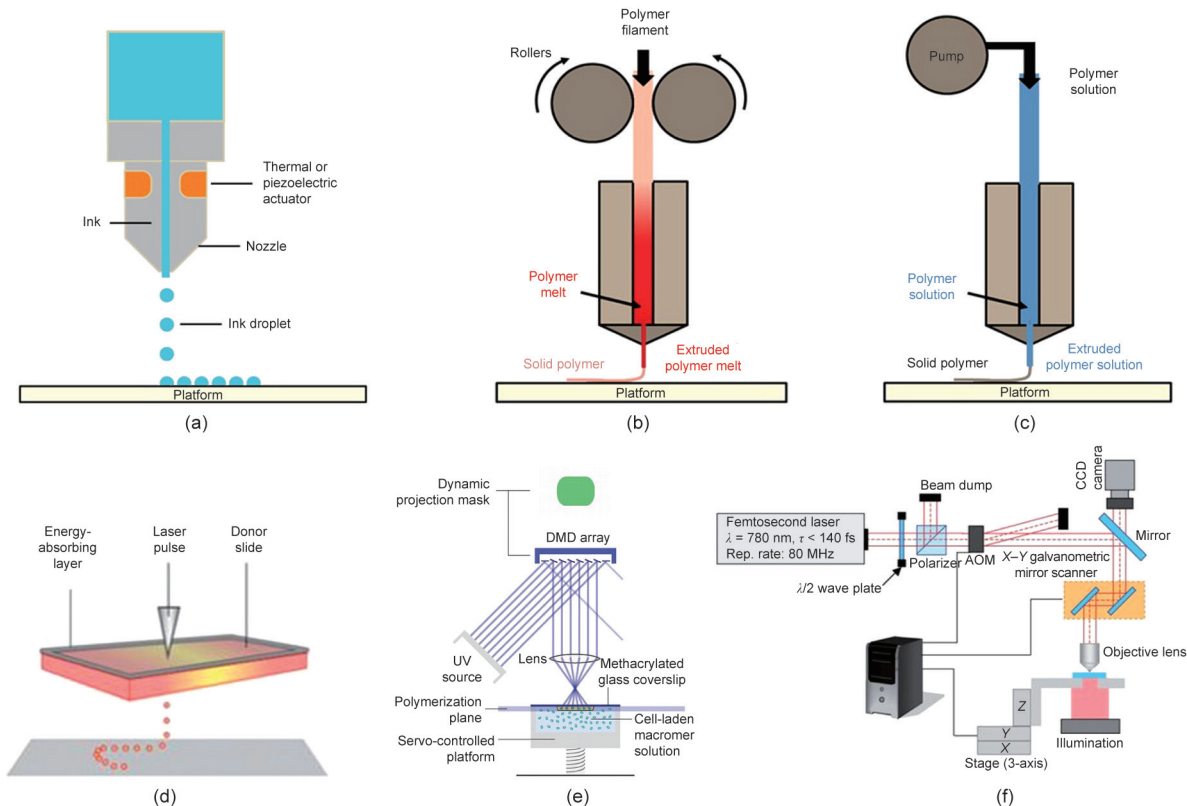 Thermal or
piezoelectric
actuator
Ink
Nozzle
Ink droplet
Platform
(a)
Polymer
filament
Rollers
Polymer
melt
Solid polymer
Extruded
polymer melt
Platform
(b)
Pump
Polymer
solution
Polymer
solution
Solid polymer
Extruded
polymer solution
Platform
(c)
Energy-
absorbing
layer
Laser
pulse
Donor
slide
(d)
Dynamic
projection mask
DMD array
UV
source
Lens
Methacrylated
glass coverslip
Polymerization
plane
Cell-laden
macromer
solution
Servo-controlled
platform
(e)
CCD
camera
Beam dump
Femtosecond laser
λ = 780 nm, τ < 140 fs
Rep. rate: 80 MHz
Polarizer
AOM
Mirror
X–Y galvanometric
mirror scanner
λ/2 wave plate
Objective lens
Z
Y
X
Illumination
Stage (3-axis)
(f)